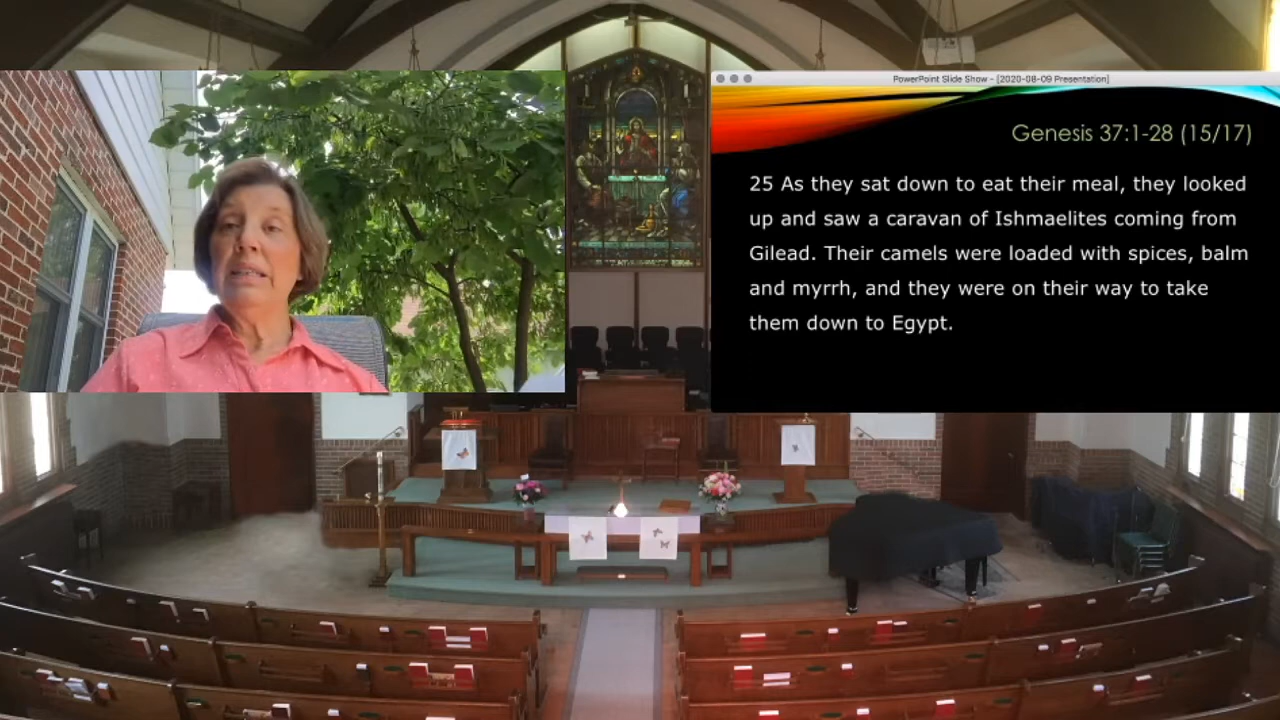 PowerPoint Slide Show - [2020-08-09 Presentation]
Genesis 37:1-28 (15/17)
25 As they sat down to eat their meal, they looked
up and saw a caravan of Ishmaelites coming from
Gilead. Their camels were loaded with spices, balm
and myrrh, and they were on their way to take
them down to Egypt.